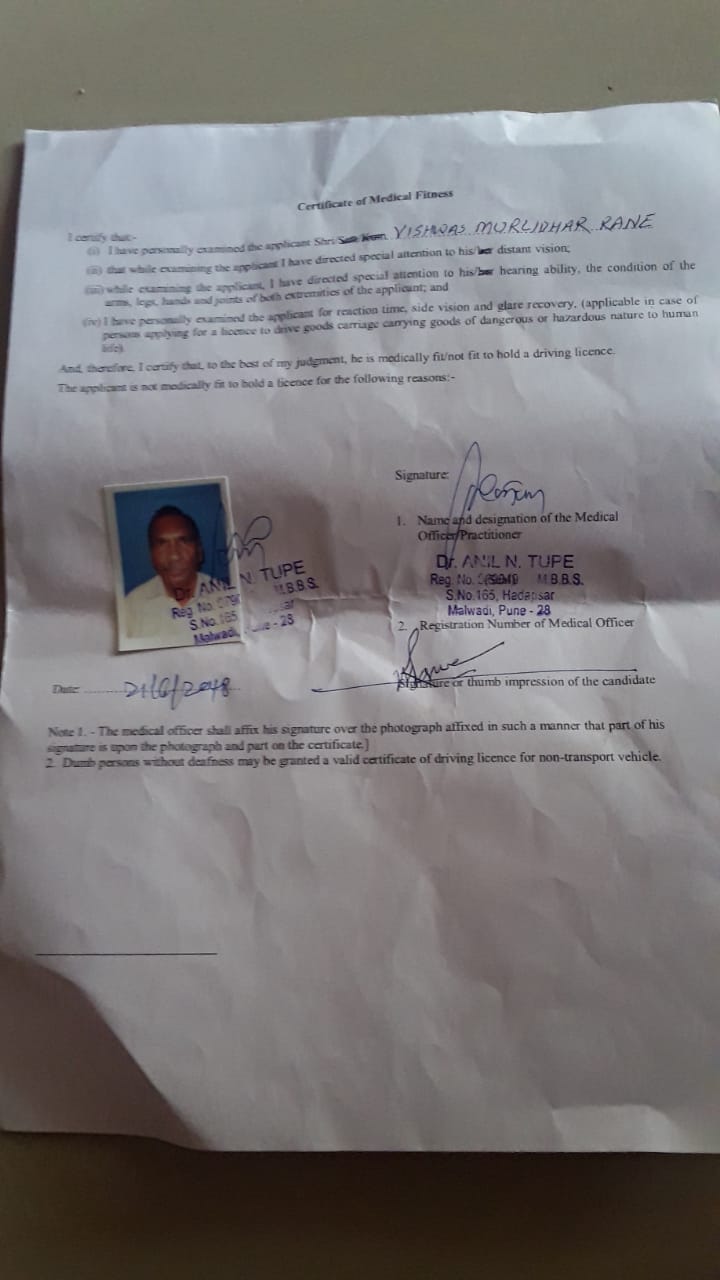 Certificate of Medical Fitness
I certify that:-
(i) I have personally examined the applicant Shri/ VISHWAS MURLIDHAR RANE
(ii) that while examining the applicant I have directed special attention to his/her distant vision;
(iii) while examining the applicant, I have directed special attention to his/her hearing ability, the condition of the
arms, legs, hands and joints of both extremities of the applicant; and
(iv) I have personally examined the applicant for reaction time, side vision and glare recovery, (applicable in case of
persons applying for a licence to drive goods carriage carrying goods of dangerous or hazardous nature to human
life).
And, therefore, I certify that, to the best of my judgment, he is medically fit/not fit to hold a driving licence.
The applicant is not medically fit to hold a licence for the following reasons:-
Signature:
1. Name and designation of the Medical
Officer/Practitioner
Dr. ANIL N. TUPE
Reg. No. M.B.B.S.
S.No.165, Hadapsar
Malwadi, Pune - 28
2. Registration Number of Medical Officer
Dr. ANIL N. TUPE
Reg No. M.B.B.S.
S.No.165
Malwadi, - 28
Date: 21/6/2018
Signature or thumb impression of the candidate
Note 1. - The medical officer shall affix his signature over the photograph affixed in such a manner that part of his
signature is upon the photograph and part on the certificate.]
2. Dumb persons without deafness may be granted a valid certificate of driving licence for non-transport vehicle.